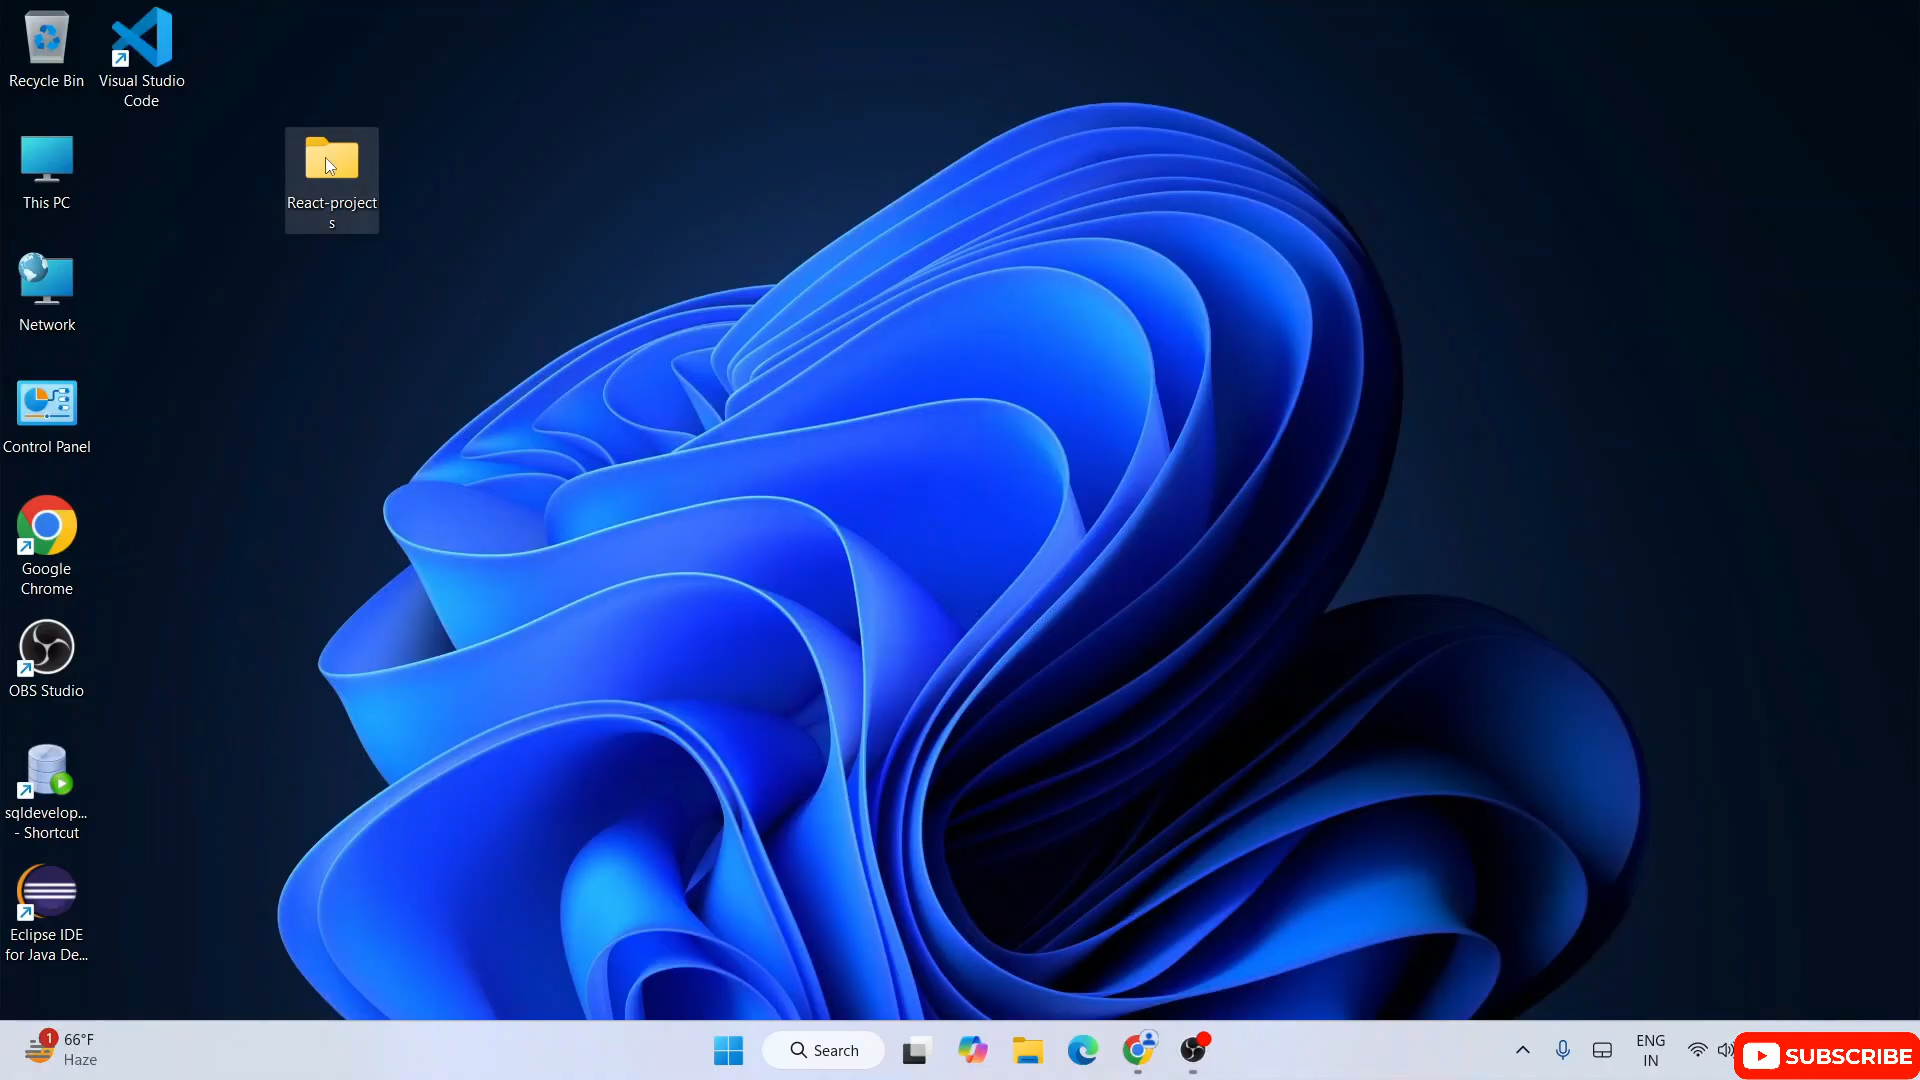 Recycle Bin
Visual Studio
Code
This PC
React-project
s
Network
Control Panel
Google
Chrome
OBS Studio
sqldevelop...
- Shortcut
Eclipse IDE
for Java De...
1
66°F
Haze
Search
ENG
IN
SUBSCRIBE